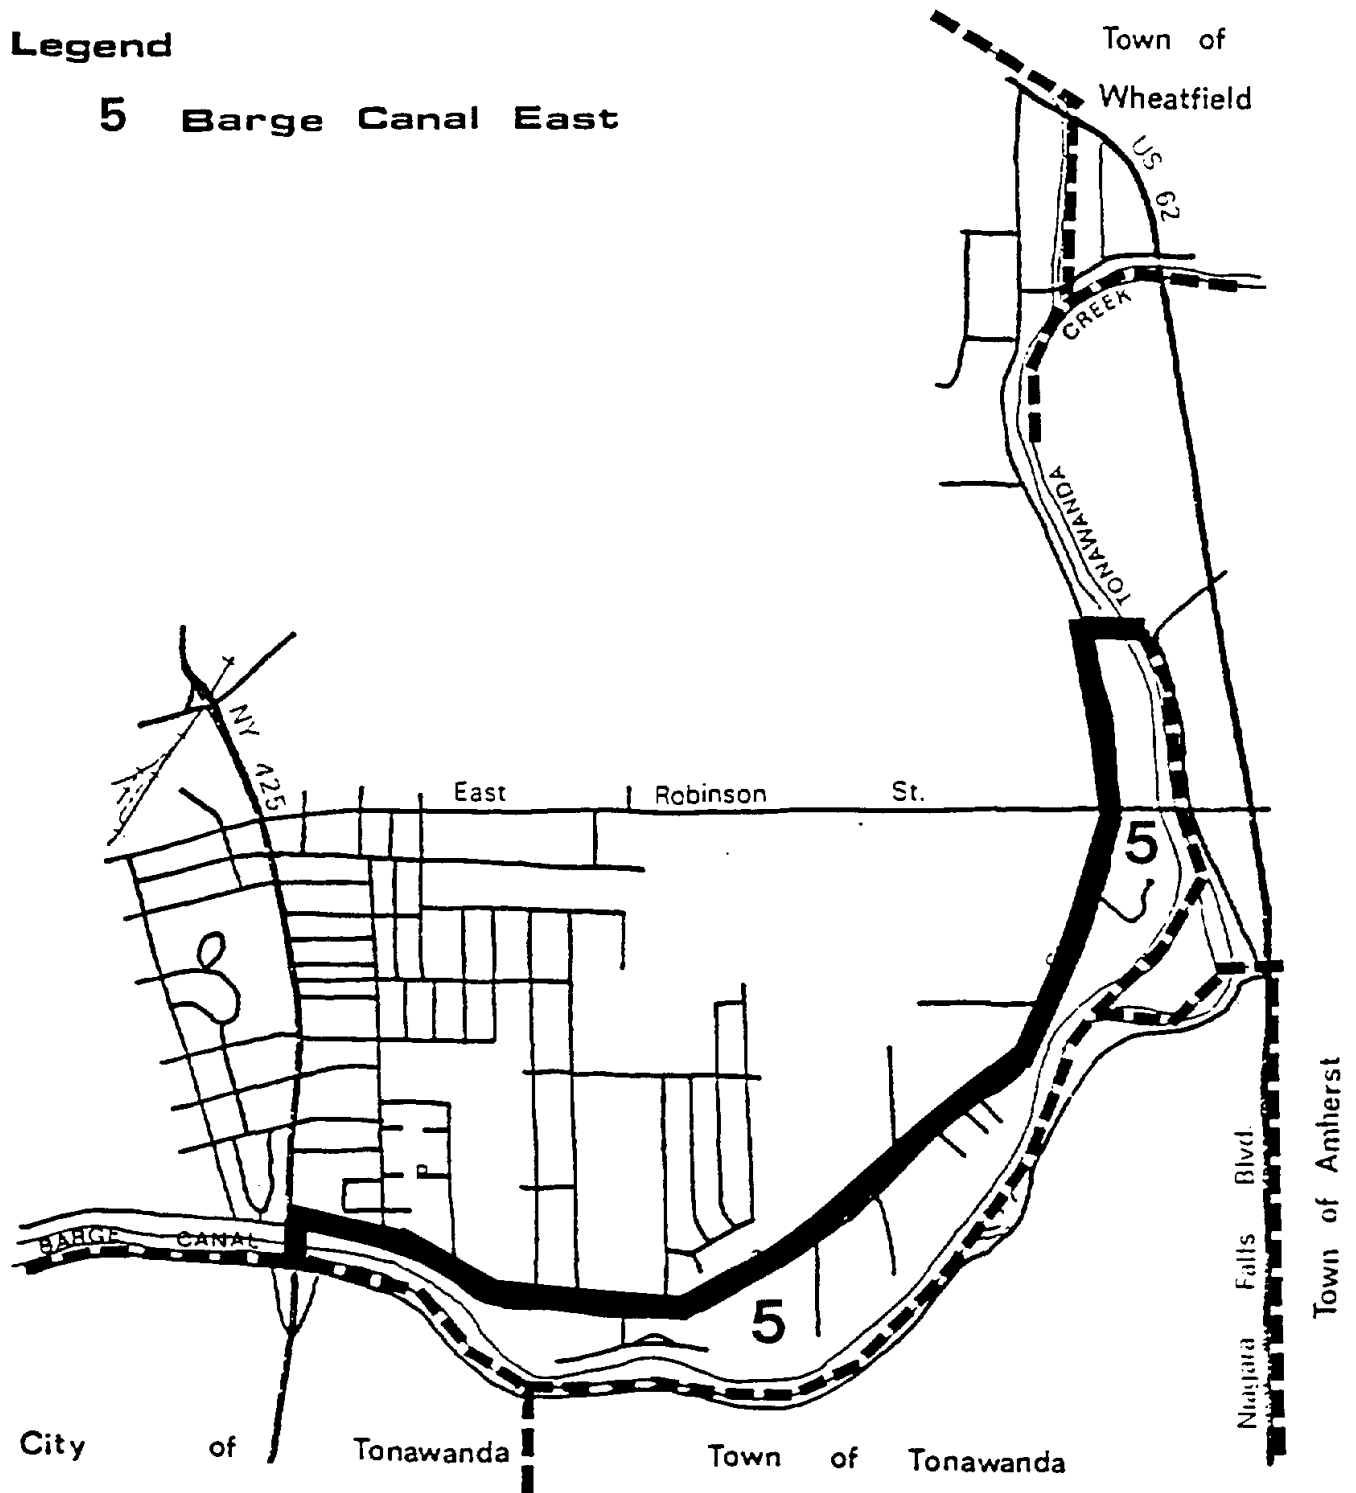 Legend
5 Barge Canal East
Town of
Wheatfield
US 62
CREEK
TONAWANDA
NY 425
East Robinson St.
5
BARGE CANAL
5
Niagara Falls Blvd.
Town of Amherst
City of Tonawanda
Town of Tonawanda